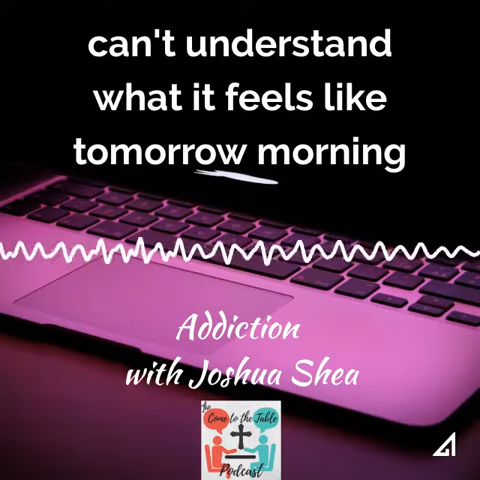 can't understand
what it feels like
tomorrow morning
Addiction
with Joshua Shea
the
Come to the Table
Podcast